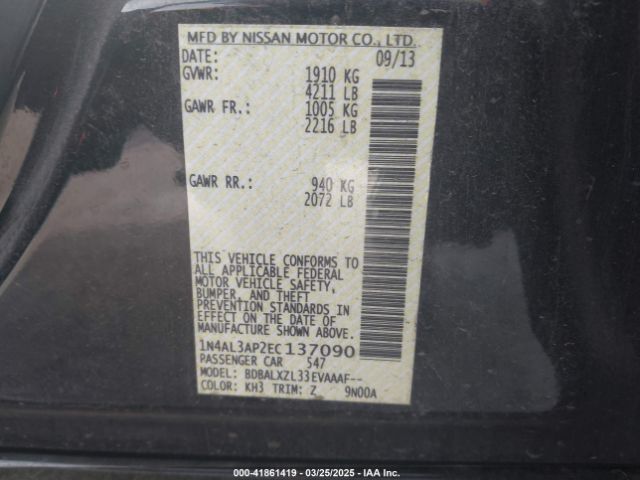 MFD BY NISSAN MOTOR CO., LTD.
DATE: 09/13
GVWR: 1910 KG
4211 LB
GAWR FR.: 1005 KG
2216 LB
GAWR RR.: 940 KG
2072 LB
THIS VEHICLE CONFORMS TO
ALL APPLICABLE FEDERAL
MOTOR VEHICLE SAFETY,
BUMPER, AND THEFT
PREVENTION STANDARDS IN
EFFECT ON THE DATE OF
MANUFACTURE SHOWN ABOVE.
1N4AL3AP2EC137090
PASSENGER CAR 547
MODEL: BDBALXZL33EVAAAF--
COLOR: KH3 TRIM: Z 9N00A
000-41861419 - 03/25/2025 - IAA Inc.